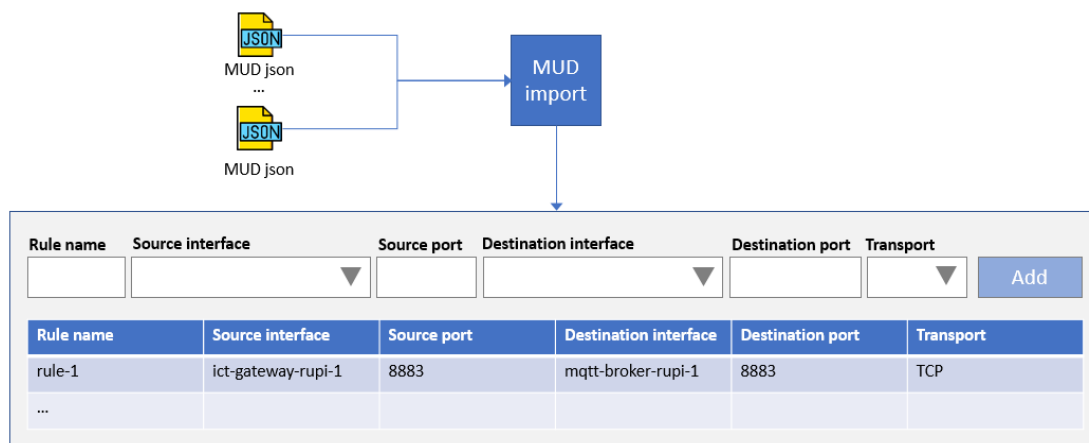 JSON
MUD json
...
JSON
MUD json
MUD
import
Rule name Source interface Source port Destination interface Destination port Transport
Add
Rule name Source interface Source port Destination interface Destination port Transport
rule-1 ict-gateway-rupi-1 8883 mqtt-broker-rupi-1 8883 TCP
...